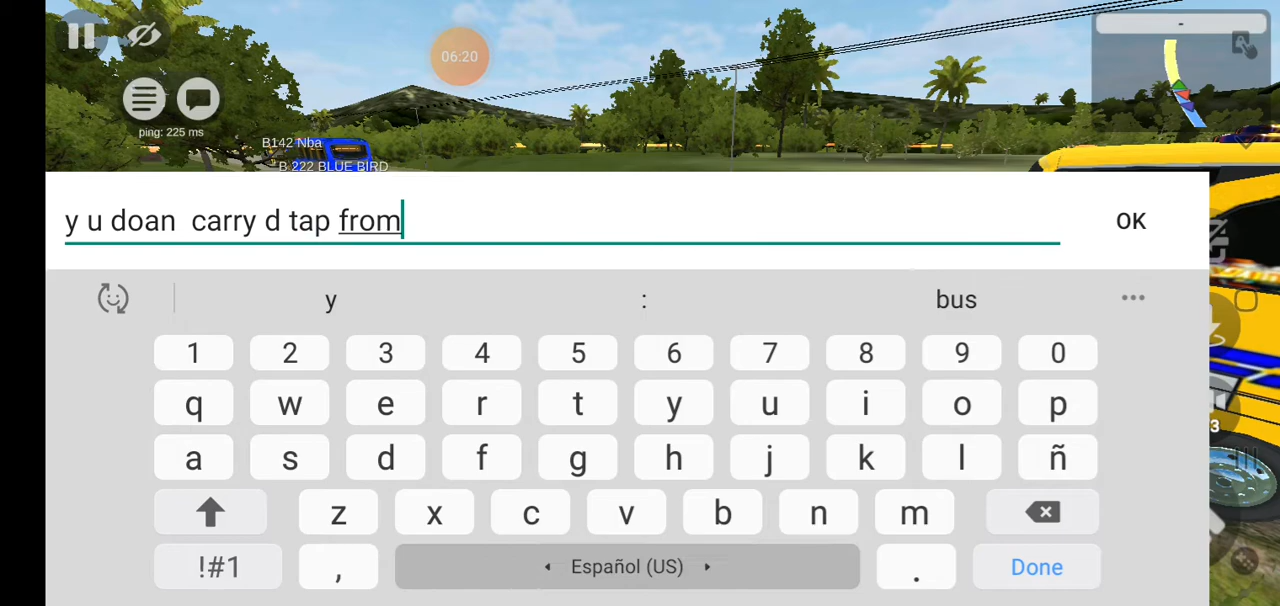 06:20
-
ping: 225 ms
B142 Nba
B.222 BLUE BIRD
y u doan  carry d tap from
OK
y : bus
1 2 3 4 5 6 7 8 9 0
q w e r t y u i o p
a s d f g h j k l ñ
z x c v b n m
!#1 , Español (US) . Done
3